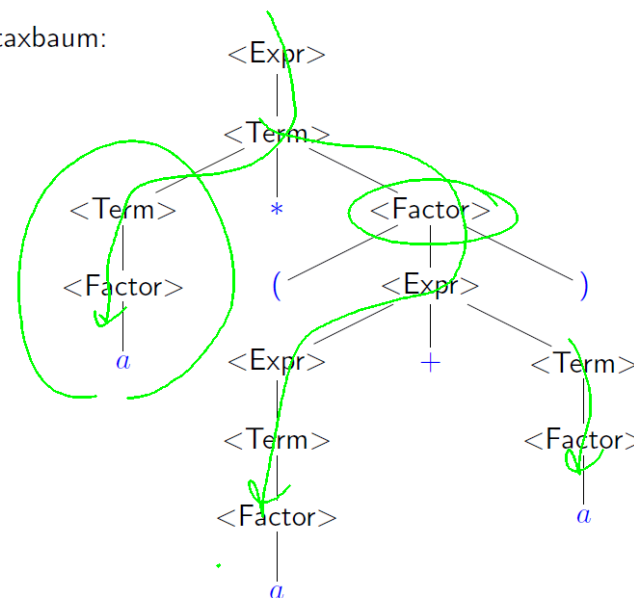 taxbaum:
<Expr>
<Term>
<Term> * <Factor>
<Factor> ( <Expr> )
a <Expr> + <Term>
<Term> <Factor>
<Factor> a
a